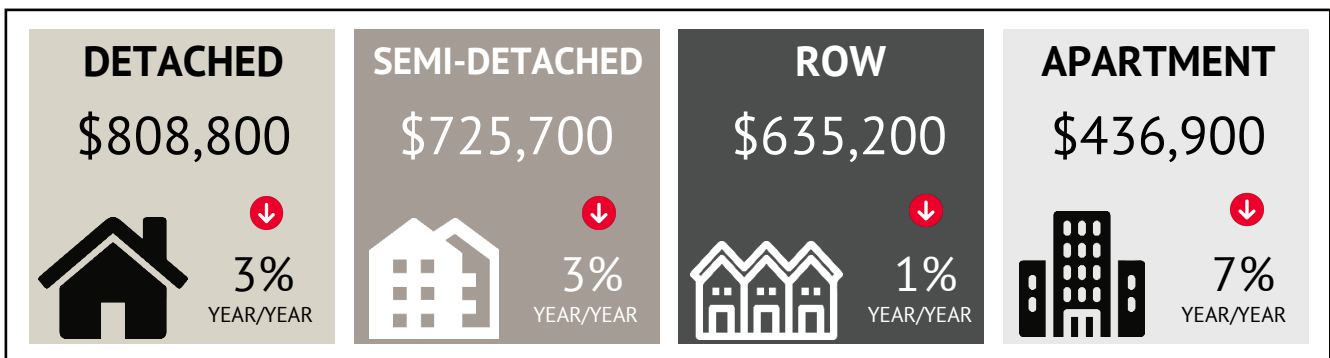 DETACHED
$808,800
3%
YEAR/YEAR
SEMI-DETACHED
$725,700
3%
YEAR/YEAR
ROW
$635,200
1%
YEAR/YEAR
APARTMENT
$436,900
7%
YEAR/YEAR